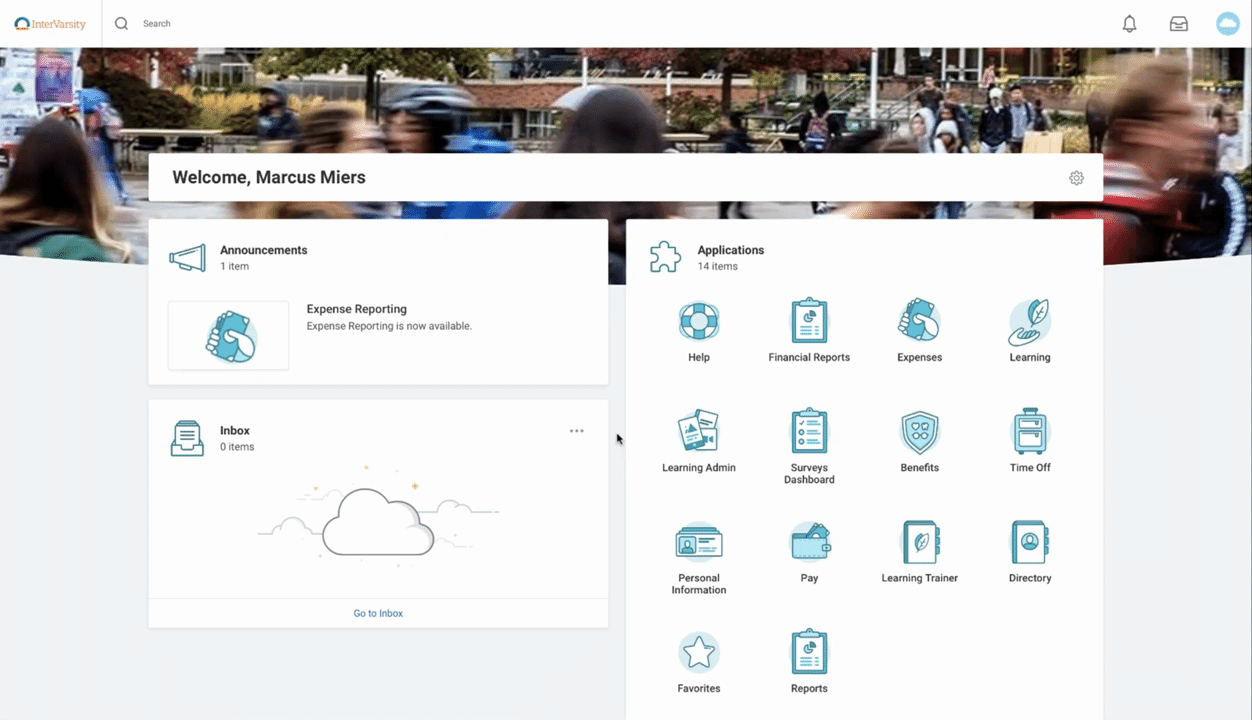 InterVarsity
Search
Welcome, Marcus Miers
Announcements
1 item
Expense Reporting
Expense Reporting is now available.
Inbox
0 items
Go to Inbox
Applications
14 items
Help
Financial Reports
Expenses
Learning
Learning Admin
Surveys
Dashboard
Benefits
Time Off
Personal
Information
Pay
Learning Trainer
Directory
Favorites
Reports